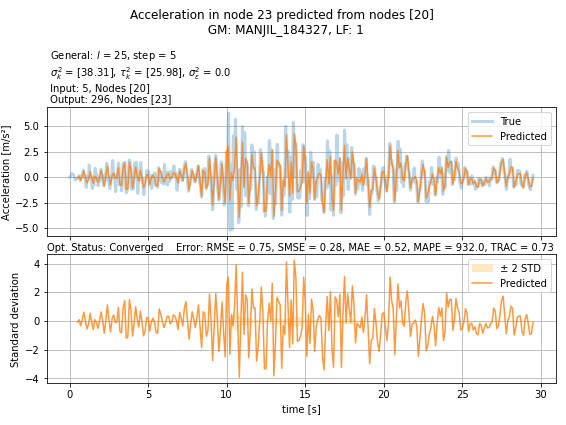 Acceleration in node 23 predicted from nodes [20]
GM: MANJIL_184327, LF: 1
General: l = 25, step = 5
σ²ₖ = [38.31], τ²ₖ = [25.98], σ²ε = 0.0
Input: 5, Nodes [20]
Output: 296, Nodes [23]
Acceleration [m/s²]
5.0
2.5
0.0
−2.5
−5.0
True
Predicted
Opt. Status: Converged Error: RMSE = 0.75, SMSE = 0.28, MAE = 0.52, MAPE = 932.0, TRAC = 0.73
Standard deviation
4
2
0
−2
−4
± 2 STD
Predicted
0 5 10 15 20 25 30
time [s]